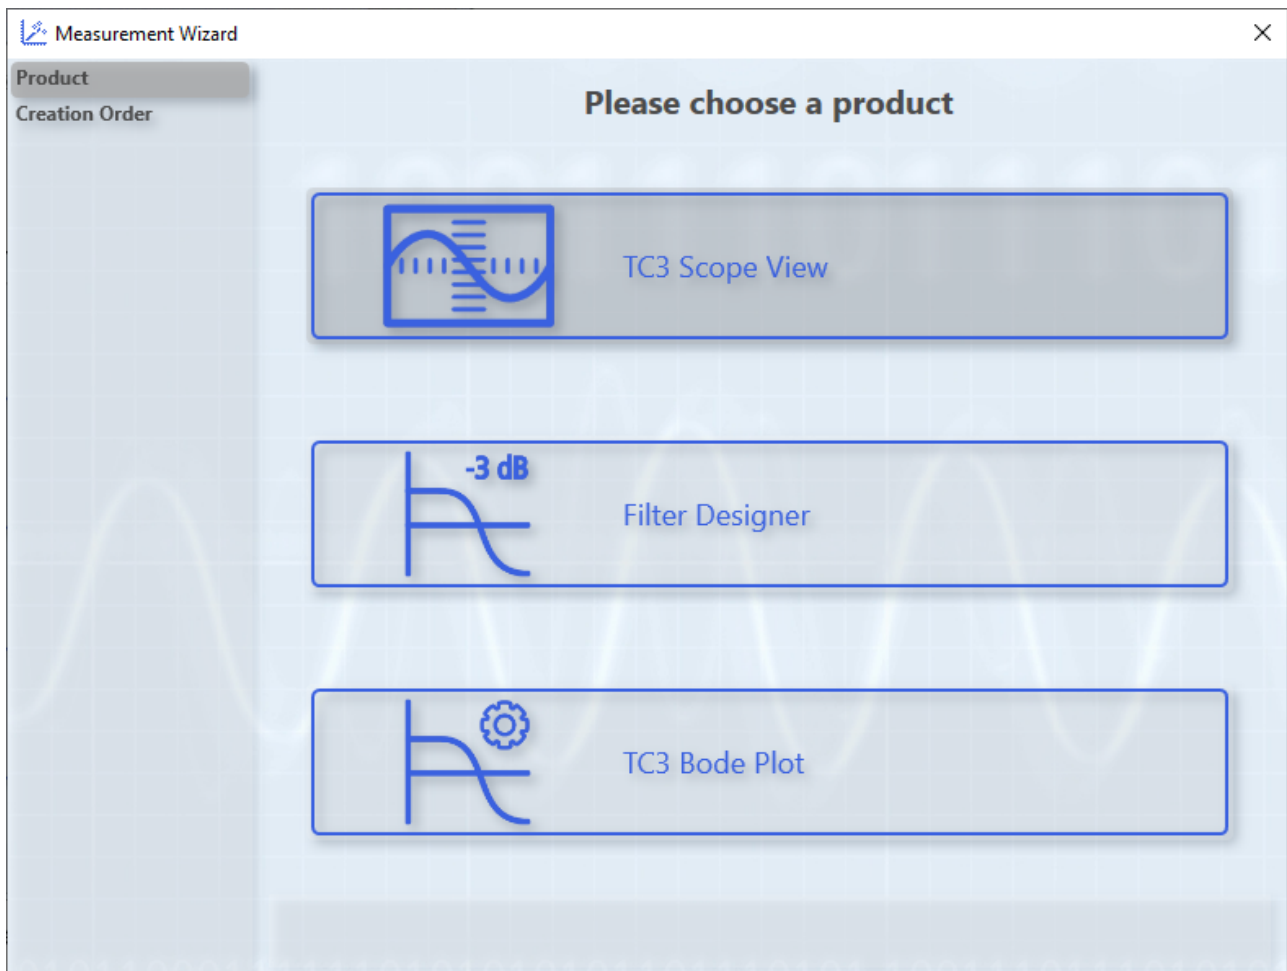 Measurement Wizard
Product
Creation Order
Please choose a product
TC3 Scope View
-3 dB
Filter Designer
TC3 Bode Plot